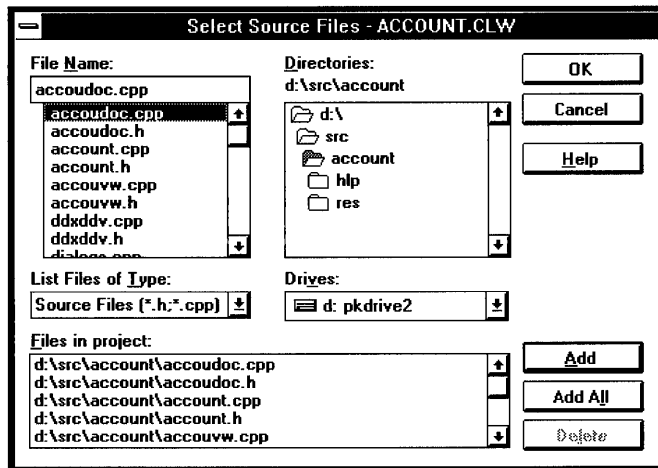 Select Source Files - ACCOUNT.CLW
File Name:
accoudoc.cpp
accoudoc.cpp
accoudoc.h
account.cpp
account.h
accouvw.cpp
accouvw.h
ddxddv.cpp
ddxddv.h
dialogs.cpp
List Files of Type:
Source Files (*.h;*.cpp)
Directories:
d:\src\account
d:\
src
account
hlp
res
Drives:
d: pkdrive2
OK
Cancel
Help
Files in project:
d:\src\account\accoudoc.cpp
d:\src\account\accoudoc.h
d:\src\account\account.cpp
d:\src\account\account.h
d:\src\account\accouvw.cpp
Add
Add All
Delete